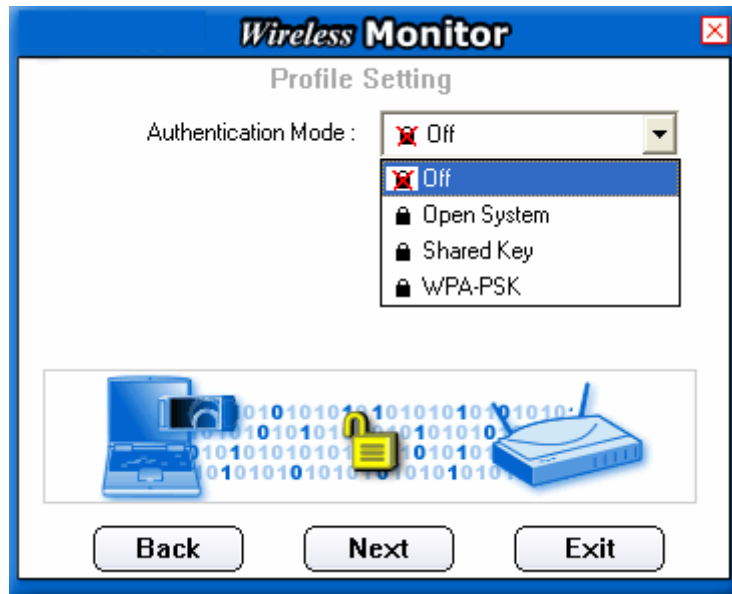 Wireless Monitor
Profile Setting
Authentication Mode : Off
Off
Open System
Shared Key
WPA-PSK
Back Next Exit